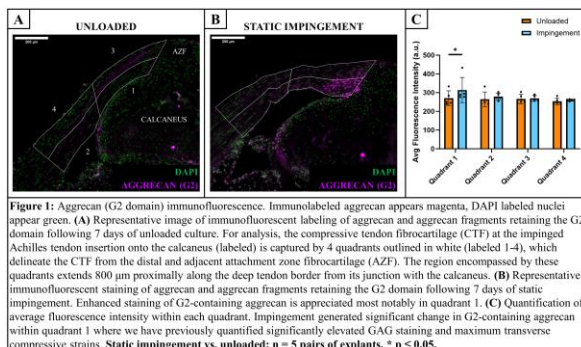 A
UNLOADED
B
STATIC IMPINGEMENT
C
Unloaded
Impingement
200 μm
3
AZF
1
4
CALCANEUS
2
DAPI
AGGRECAN (G2)
DAPI
AGGRECAN (G2)
Avg Fluorescence Intensity (a.u.)
500
400
300
200
100
0
*
Quadrant 1
Quadrant 2
Quadrant 3
Quadrant 4
Figure 1: Aggrecan (G2 domain) immunofluorescence. Immunolabeled aggrecan appears magenta, DAPI labeled nuclei
appear green. (A) Representative image of immunofluorescent labeling of aggrecan and aggrecan fragments retaining the G2
domain following 7 days of unloaded culture. For analysis, the compressive tendon fibrocartilage (CTF) at the impinged
Achilles tendon insertion onto the calcaneus (labeled) is captured by 4 quadrants outlined in white (labeled 1-4), which
delineate the CTF from the distal and adjacent attachment zone fibrocartilage (AZF). The region encompassed by these
quadrants extends 800 μm proximally along the deep tendon border from its junction with the calcaneus. (B) Representative
immunofluorescent staining of aggrecan and aggrecan fragments retaining the G2 domain following 7 days of static
impingement. Enhanced staining of G2-containing aggrecan is appreciated most notably in quadrant 1. (C) Quantification of
average fluorescence intensity within each quadrant. Impingement generated significant change in G2-containing aggrecan
within quadrant 1 where we have previously quantified significantly elevated GAG staining and maximum transverse
compressive strains. Static impingement vs. unloaded; n = 5 pairs of explants. * p ≤ 0.05.